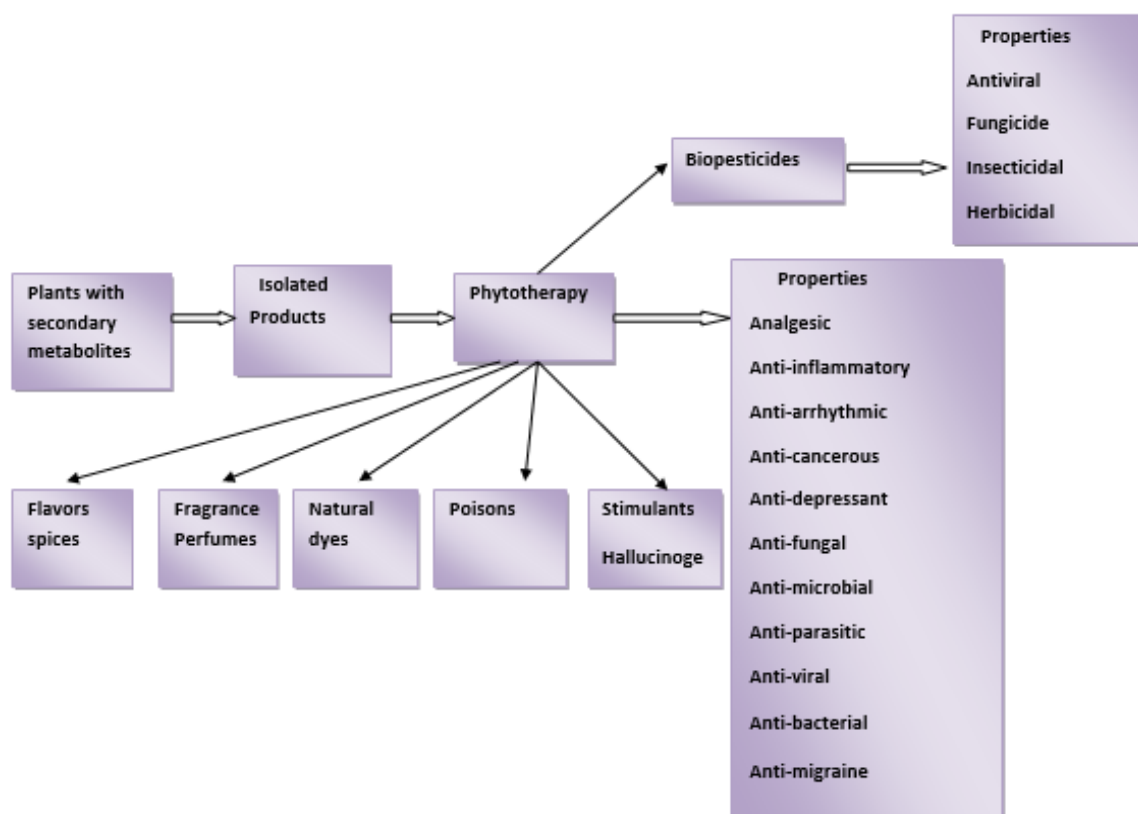 Properties
Antiviral
Fungicide
Insecticidal
Herbicidal
Biopesticides
Plants with
secondary
metabolites
Isolated
Products
Phytotherapy
Properties
Analgesic
Anti-inflammatory
Anti-arrhythmic
Anti-cancerous
Anti-depressant
Anti-fungal
Anti-microbial
Anti-parasitic
Anti-viral
Anti-bacterial
Anti-migraine
Flavors
spices
Fragrance
Perfumes
Natural
dyes
Poisons
Stimulants
Hallucinoge